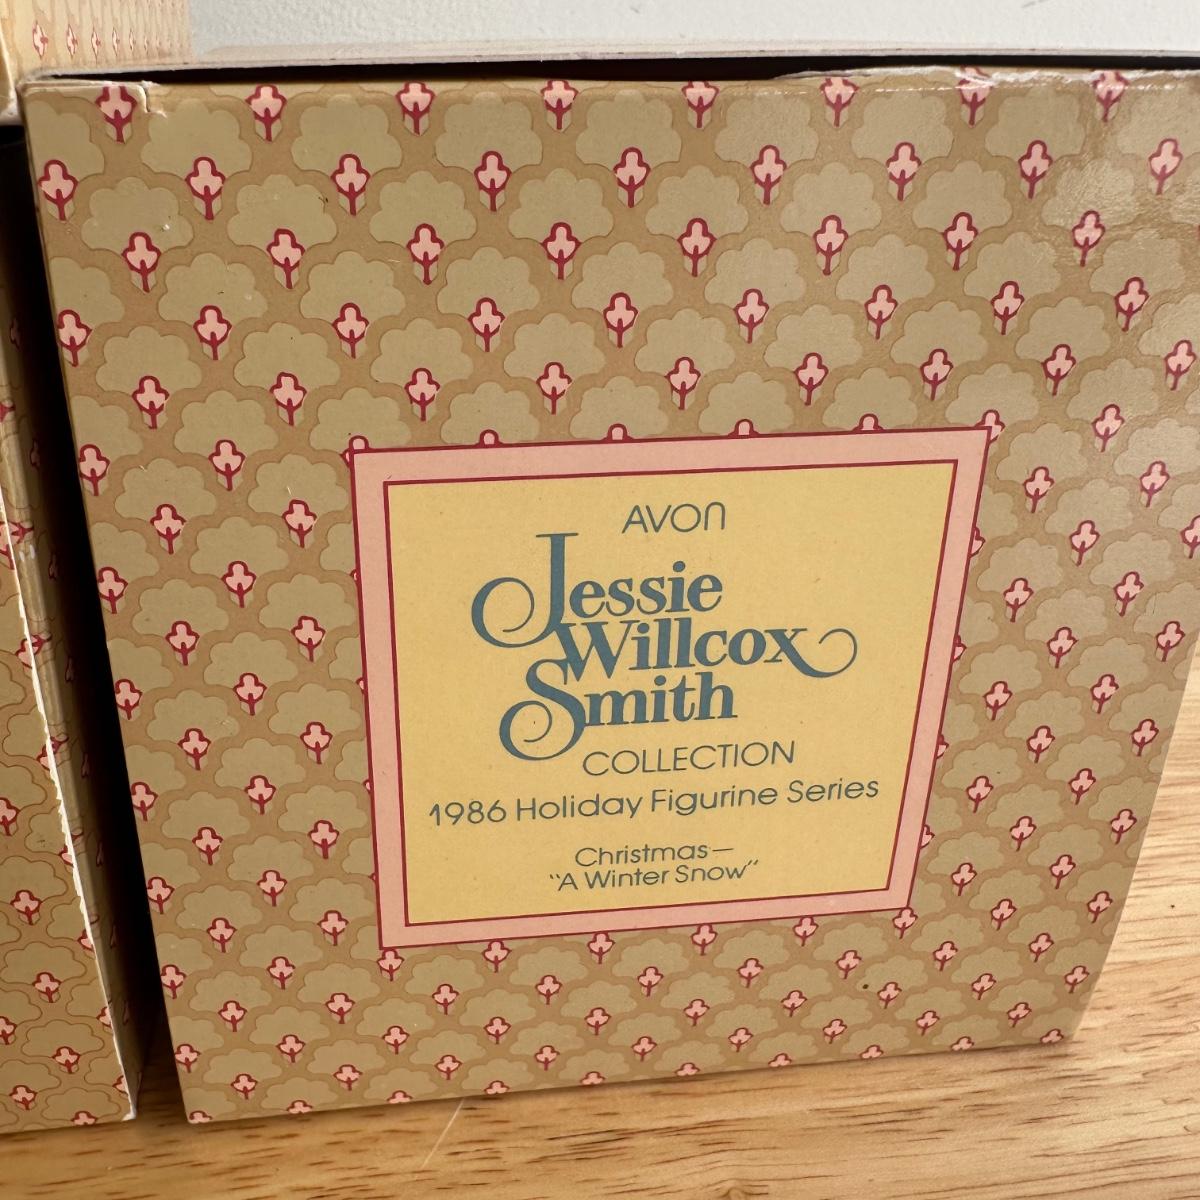 AVON
Jessie
Willcox
Smith
COLLECTION
1986 Holiday Figurine Series
Christmas—
"A Winter Snow"